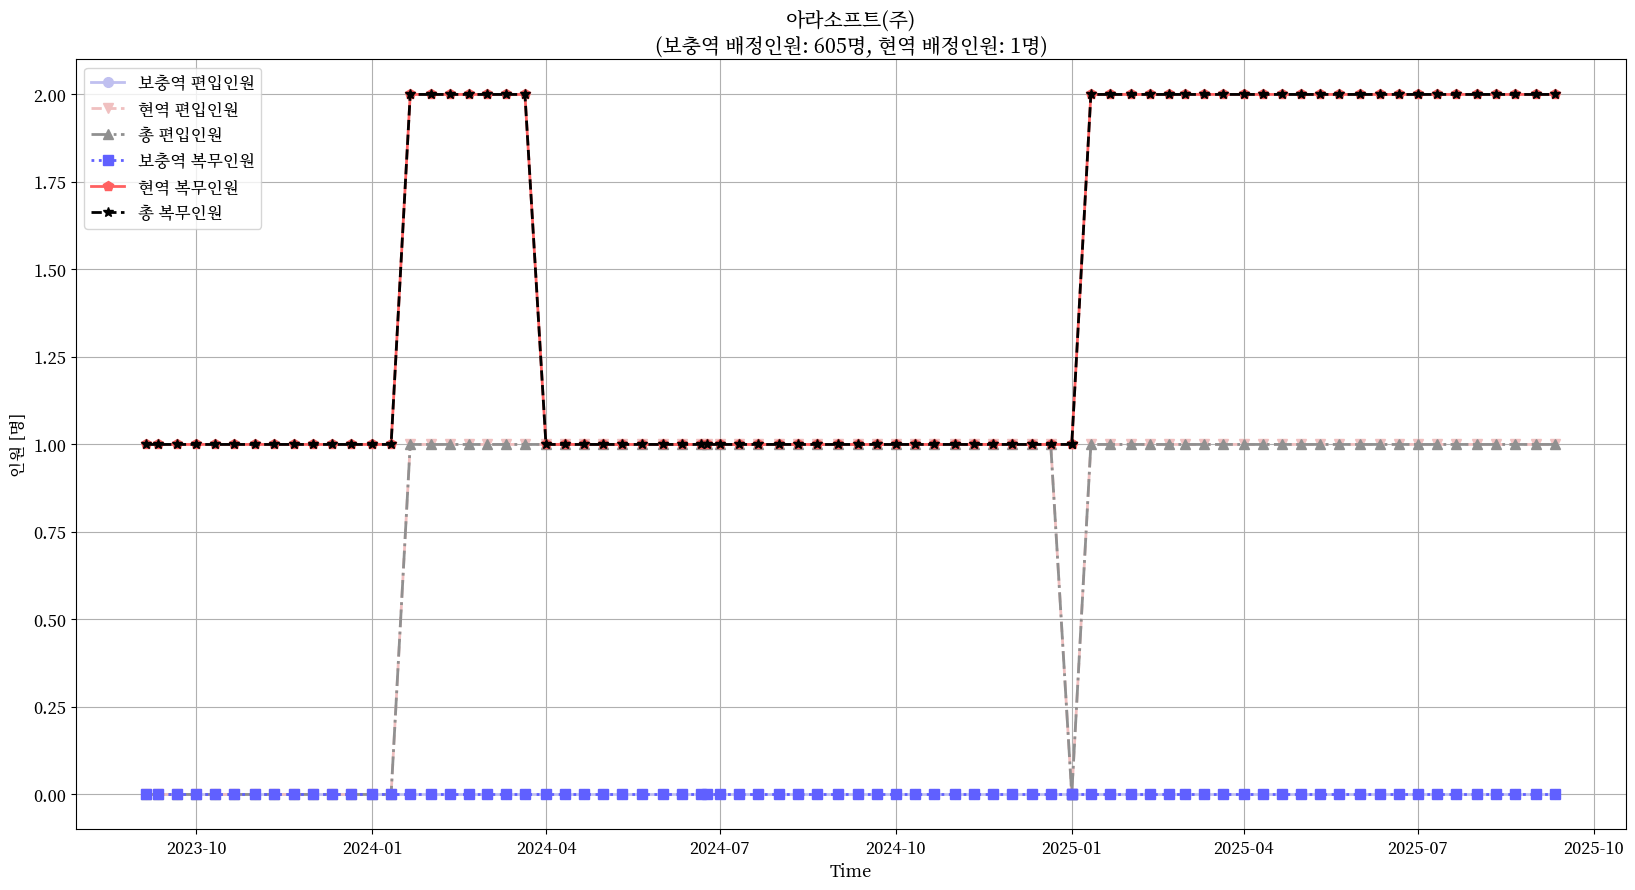 아라소프트(주)
(보충역 배정인원: 605명, 현역 배정인원: 1명)
보충역 편입인원
현역 편입인원
총 편입인원
보충역 복무인원
현역 복무인원
총 복무인원
2.00
1.75
1.50
1.25
1.00
0.75
0.50
0.25
0.00
인원 [명]
2023-10
2024-01
2024-04
2024-07
2024-10
2025-01
2025-04
2025-07
2025-10
Time